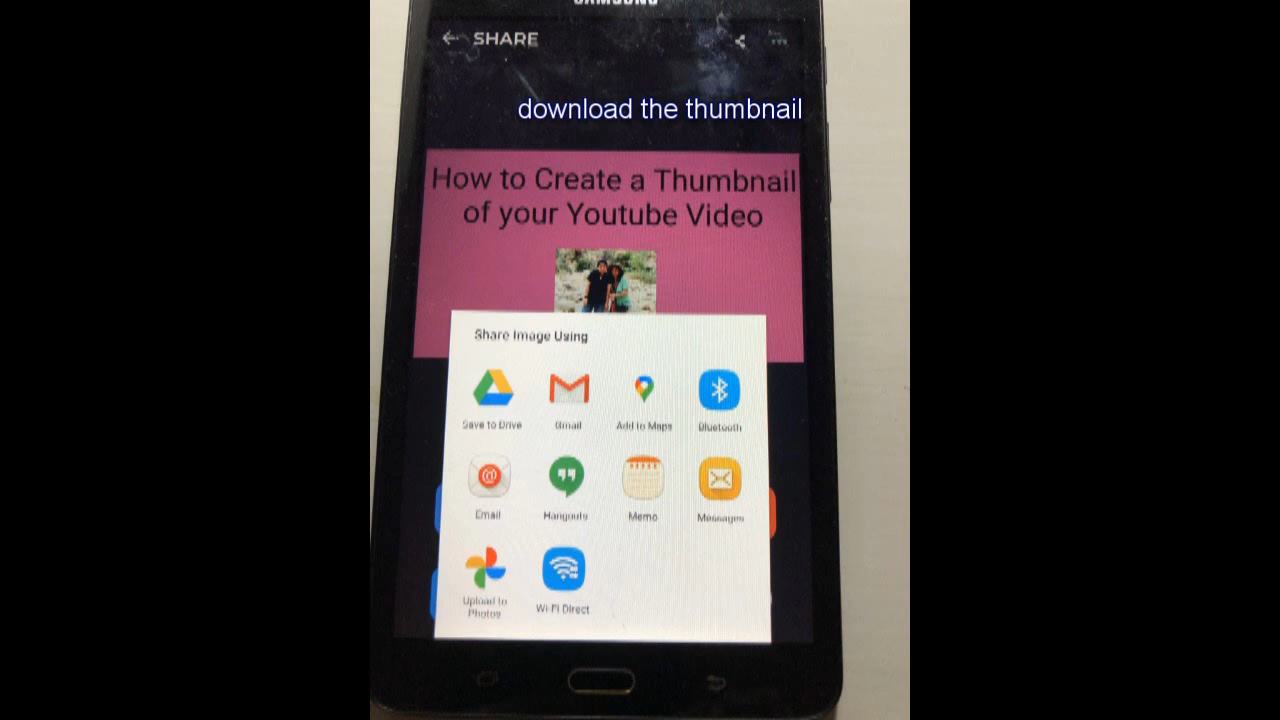 SAMSUNG
SHARE
download the thumbnail
How to Create a Thumbnail
of your Youtube Video
Share Image Using
Save to Drive
Gmail
Add to Maps
Bluetooth
Email
Hangouts
Memo
Messages
Upload to
Photos
Wi-Fi Direct